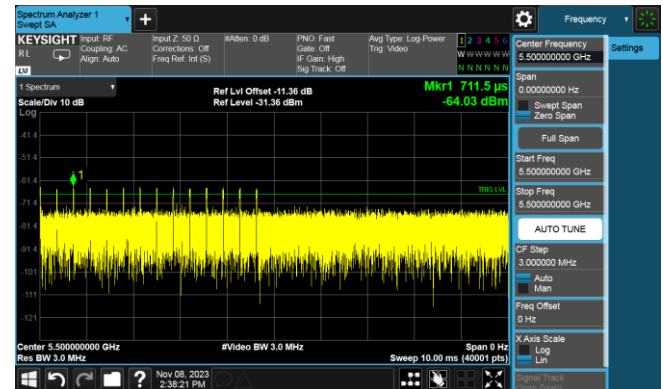 Spectrum Analyzer 1
Swept SA
+
Frequency
KEYSIGHT
RL
LXI
Input: RF
Coupling: AC
Align: Auto
Input Z: 50 Ω
Corrections: Off
Freq Ref: Int (S)
#Atten: 0 dB
PNO: Fast
Gate: Off
IF Gain: High
Sig Track: Off
Avg Type: Log-Power
Trig: Video
1 2 3 4 5 6
W W W W W W
N N N N N N
1 Spectrum
Scale/Div 10 dB
Log
Ref Lvl Offset -11.36 dB
Ref Level -31.36 dBm
Mkr1 711.5 µs
-64.03 dBm
-41.4
-51.4
-61.4
-71.4
-81.4
-91.4
-101
-111
-121
1
TRIG LVL
Center 5.500000000 GHz
Res BW 3.0 MHz
#Video BW 3.0 MHz
Span 0 Hz
Sweep 10.00 ms (40001 pts)
Nov 08, 2023
2:38:21 PM
?
Center Frequency
5.500000000 GHz
Settings
Span
0.00000000 Hz
Swept Span
Zero Span
Full Span
Start Freq
5.500000000 GHz
Stop Freq
5.500000000 GHz
AUTO TUNE
CF Step
3.000000 MHz
Auto
Man
Freq Offset
0 Hz
X Axis Scale
Log
Lin
Signal Track
(Span Zoom)